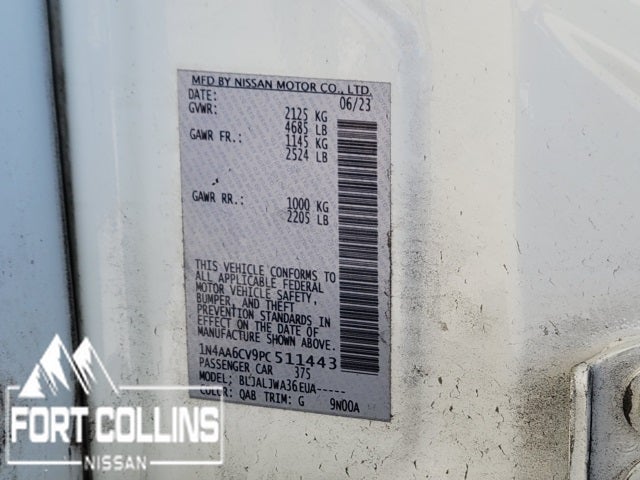 MFD BY NISSAN MOTOR CO., LTD.
DATE: 06/23
GVWR: 2125 KG
4685 LB
GAWR FR.: 1145 KG
2524 LB
GAWR RR.: 1000 KG
2205 LB
THIS VEHICLE CONFORMS TO
ALL APPLICABLE FEDERAL
MOTOR VEHICLE SAFETY,
BUMPER, AND THEFT
PREVENTION STANDARDS IN
EFFECT ON THE DATE OF
MANUFACTURE SHOWN ABOVE.
1N4AA6CV9PC511443
PASSENGER CAR 375
MODEL: BLJALJWA36EUA-----
COLOR: QAB TRIM: G 9N00A
FORT COLLINS
NISSAN